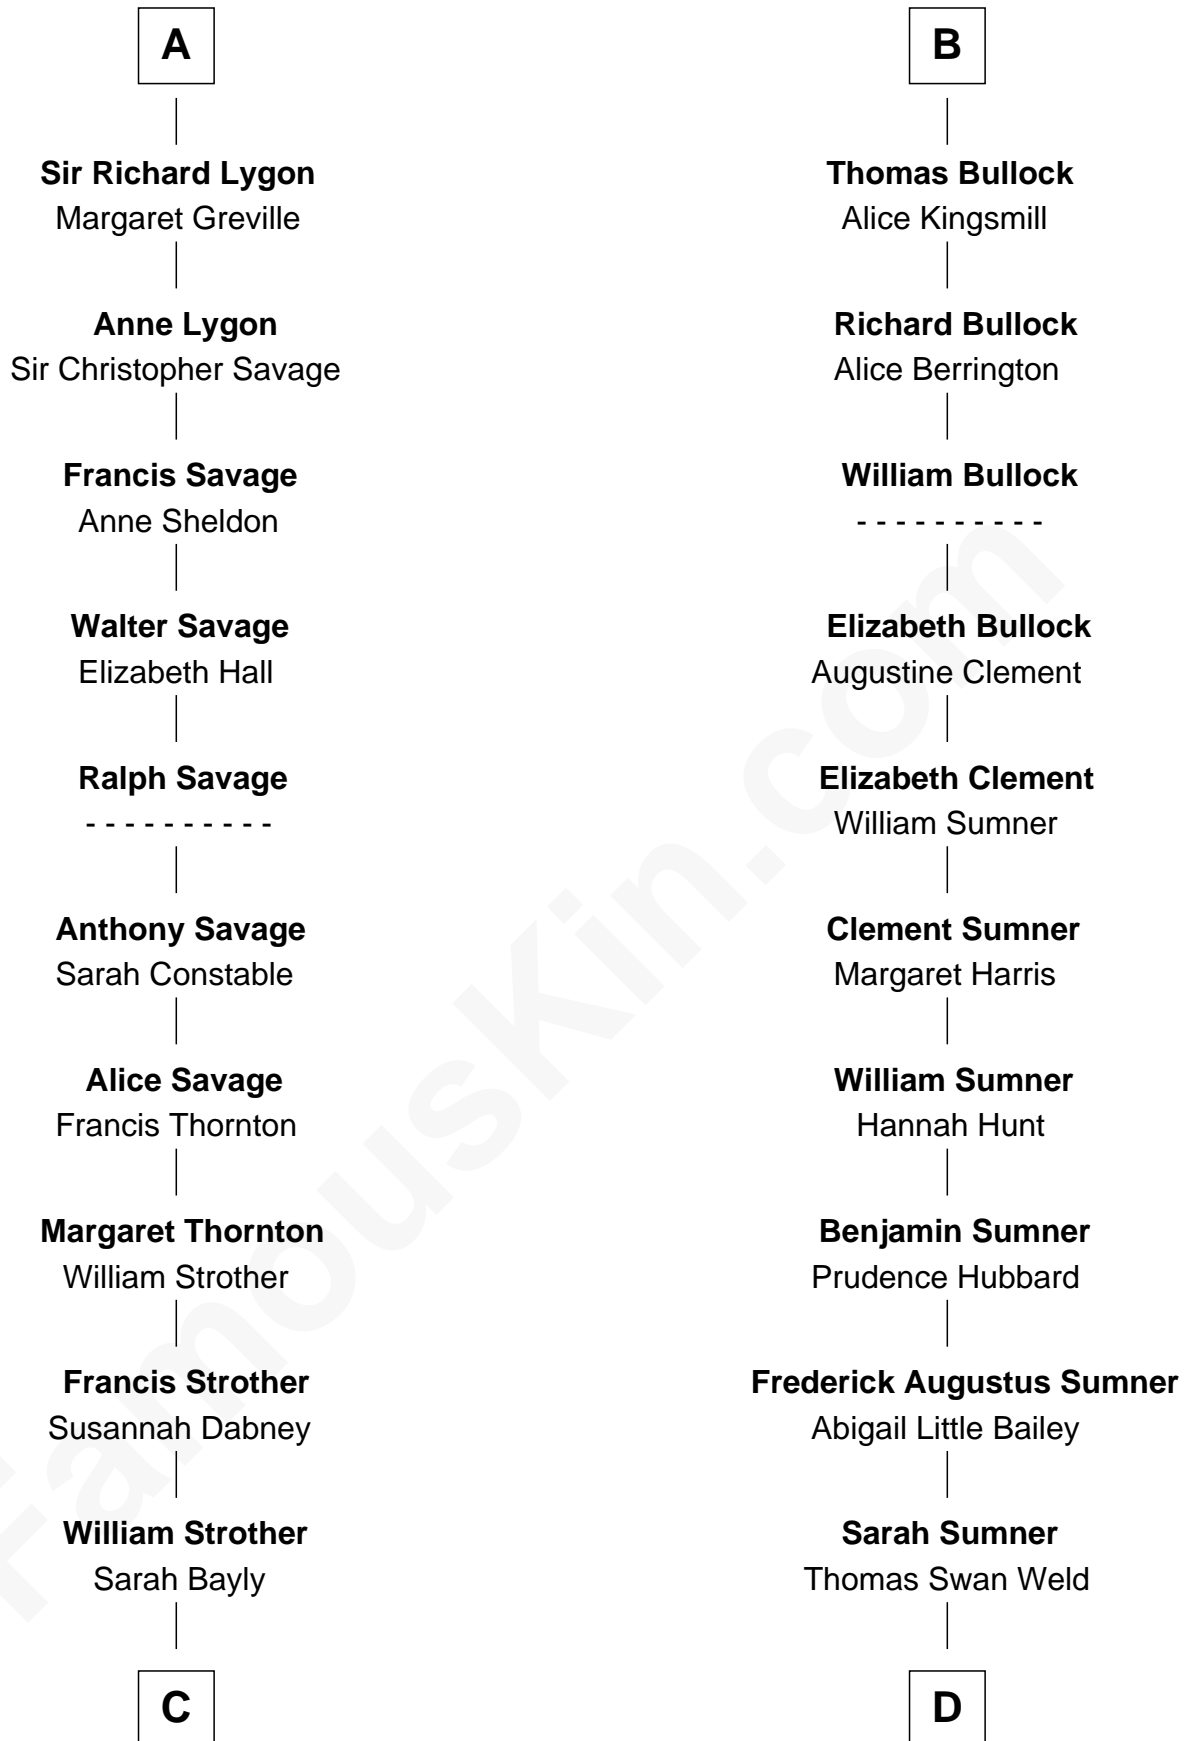 A
Sir Richard Lygon
Margaret Greville
Anne Lygon
Sir Christopher Savage
Francis Savage
Anne Sheldon
Walter Savage
Elizabeth Hall
Ralph Savage
- - - - - - - - - -
Anthony Savage
Sarah Constable
Alice Savage
Francis Thornton
Margaret Thornton
William Strother
Francis Strother
Susannah Dabney
William Strother
Sarah Bayly
C
B
Thomas Bullock
Alice Kingsmill
Richard Bullock
Alice Berrington
William Bullock
- - - - - - - - - -
Elizabeth Bullock
Augustine Clement
Elizabeth Clement
William Sumner
Clement Sumner
Margaret Harris
William Sumner
Hannah Hunt
Benjamin Sumner
Prudence Hubbard
Frederick Augustus Sumner
Abigail Little Bailey
Sarah Sumner
Thomas Swan Weld
D
FamousKin.com